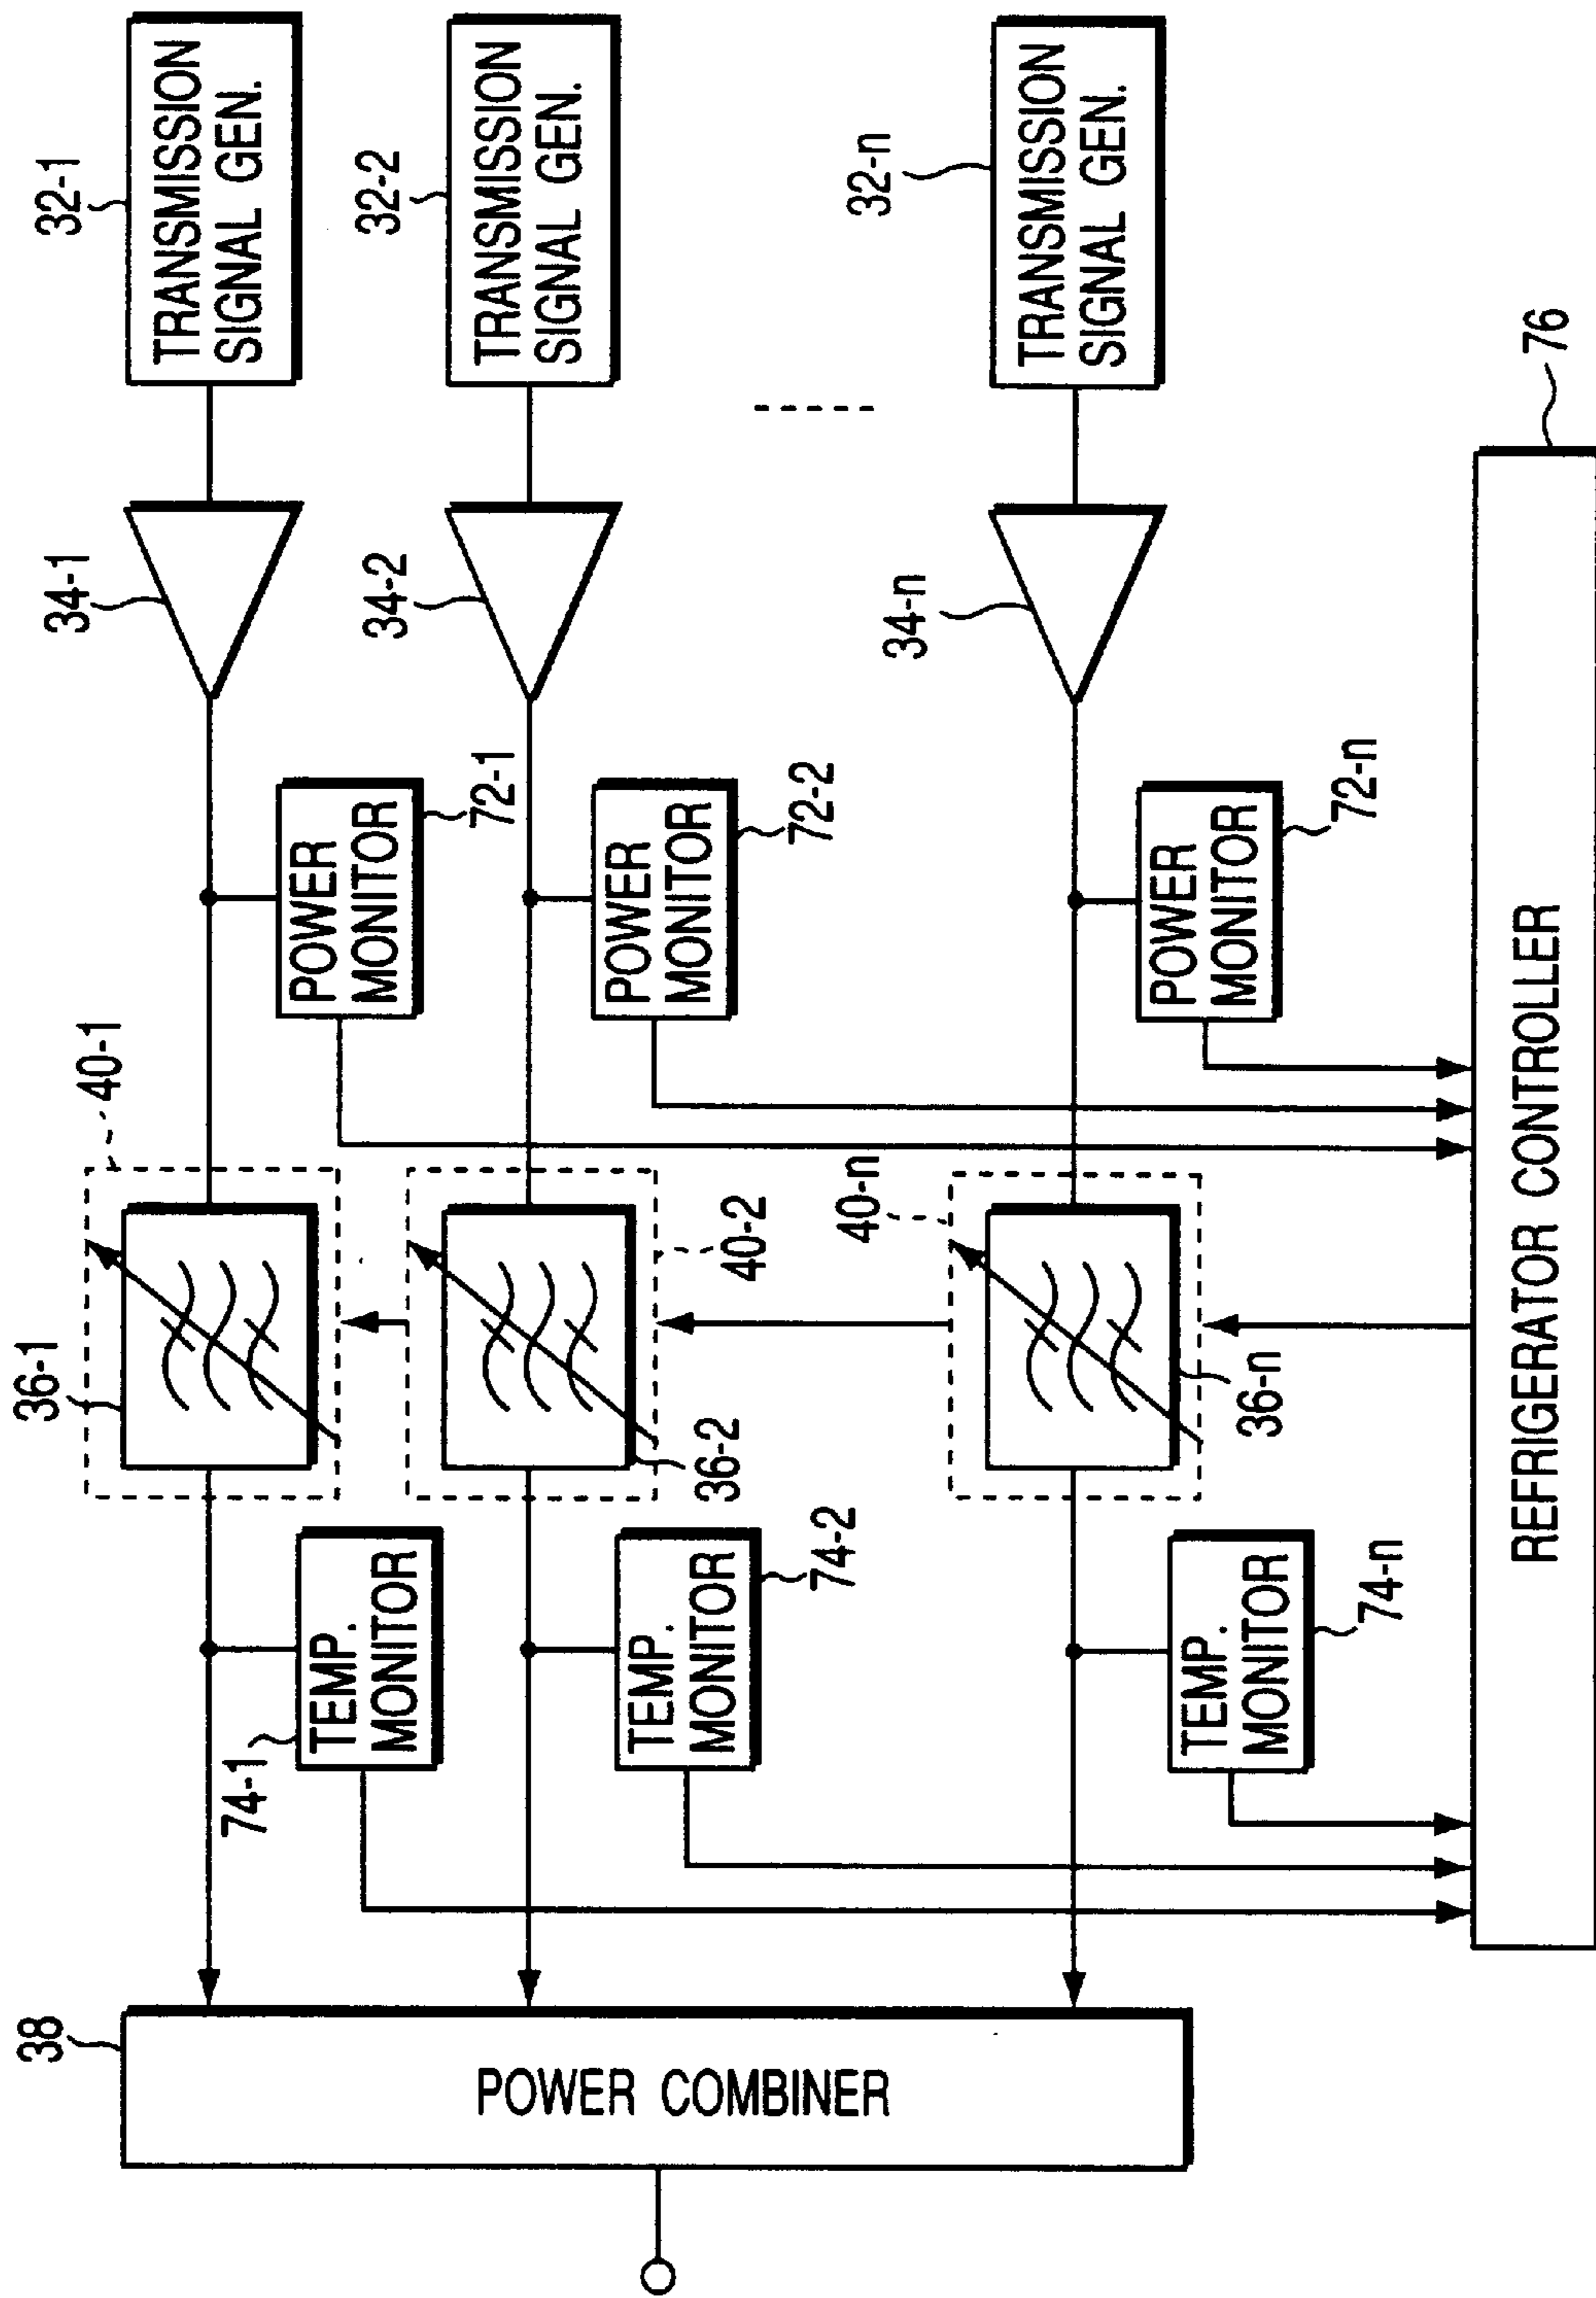 32-1
TRANSMISSION
SIGNAL GEN.
32-2
TRANSMISSION
SIGNAL GEN.
32-n
TRANSMISSION
SIGNAL GEN.
34-1
34-2
34-n
POWER
MONITOR
72-1
POWER
MONITOR
72-2
POWER
MONITOR
72-n
76
40-1
36-1
40-2
36-2
40-n
36-n
REFRIGERATOR CONTROLLER
TEMP.
MONITOR
74-1
TEMP.
MONITOR
74-2
TEMP.
MONITOR
74-n
38
POWER COMBINER